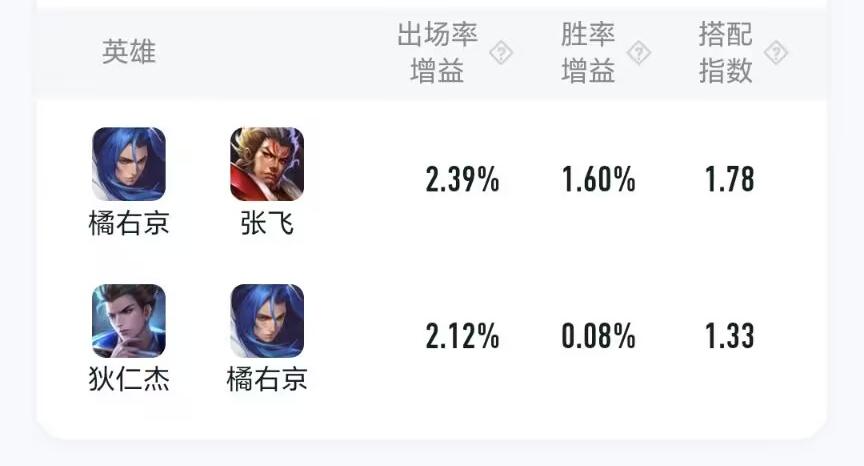 英雄
出场率
增益
胜率
增益
搭配
指数
橘右京 张飞 2.39% 1.60% 1.78
狄仁杰 橘右京 2.12% 0.08% 1.33